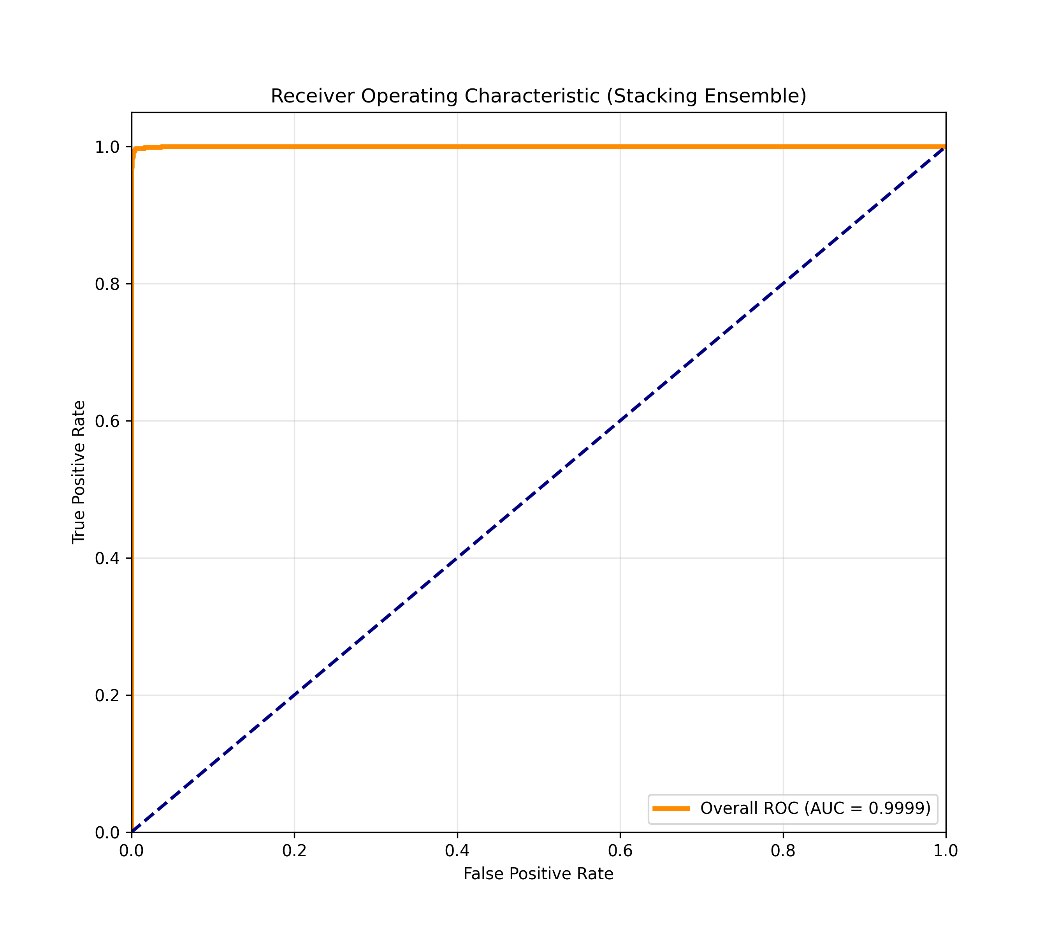 Receiver Operating Characteristic (Stacking Ensemble)
1.0
0.8
0.6
0.4
0.2
0.0
True Positive Rate
0.0 0.2 0.4 0.6 0.8 1.0
False Positive Rate
Overall ROC (AUC = 0.9999)